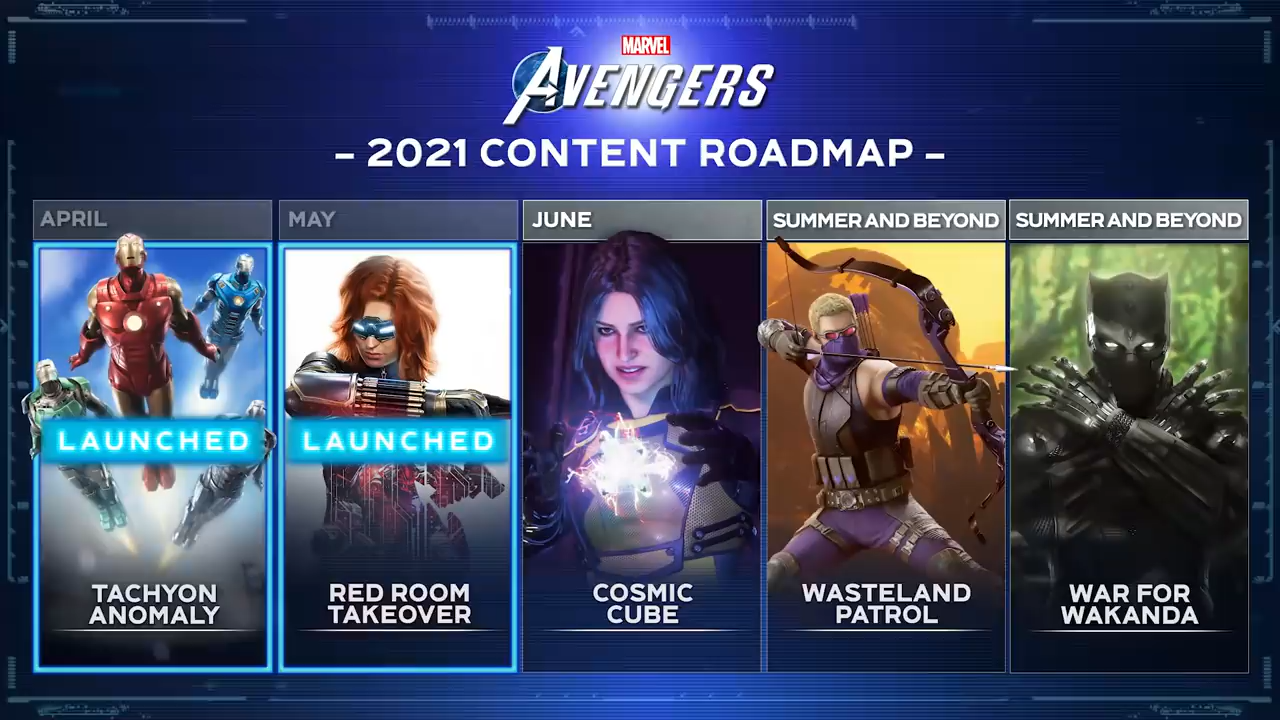 MARVEL
AVENGERS
– 2021 CONTENT ROADMAP –
APRIL
MAY
JUNE
SUMMER AND BEYOND
SUMMER AND BEYOND
LAUNCHED
LAUNCHED
TACHYON
ANOMALY
RED ROOM
TAKEOVER
COSMIC
CUBE
WASTELAND
PATROL
WAR FOR
WAKANDA